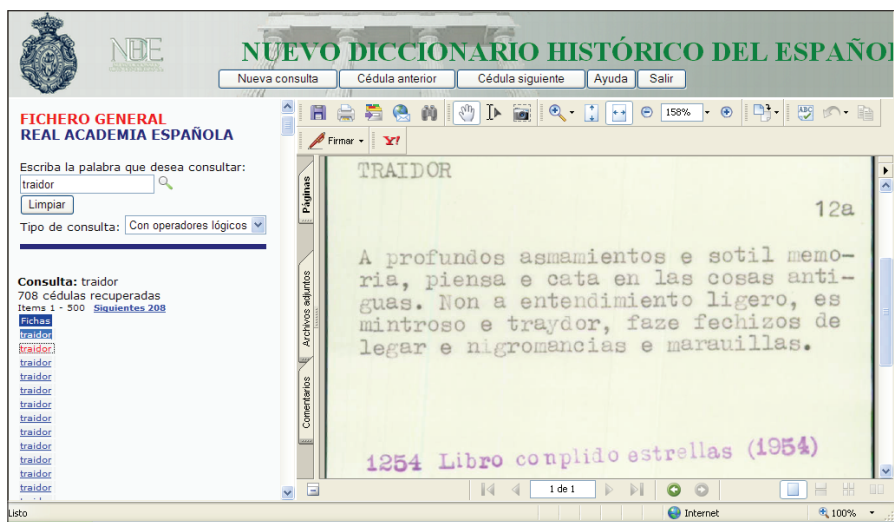 NUEVO DICCIONARIO HISTÓRICO DEL ESPAÑO
Nueva consulta
Cédula anterior
Cédula siguiente
Ayuda
Salir
FICHERO GENERAL
REAL ACADEMIA ESPAÑOLA
Escriba la palabra que desea consultar:
traidor
Limpiar
Tipo de consulta: Con operadores lógicos
Consulta: traidor
708 cédulas recuperadas
Items 1 - 500 Siguientes 208
Fichas
traidor
traidor
traidor
traidor
traidor
traidor
traidor
traidor
traidor
traidor
traidor
traidor
158%
Firmar
Y!
Páginas
Archivos adjuntos
Comentarios
TRAIDOR
12a
A profundos asmamientos e sotil memo-
ria, piensa e cata en las cosas anti-
guas. Non a entendimiento ligero, es
mintroso e traydor, faze fechizos de
legar e nigromancias e marauillas.
1254 Libro conplido estrellas (1954)
1 de 1
Listo
Internet
100%